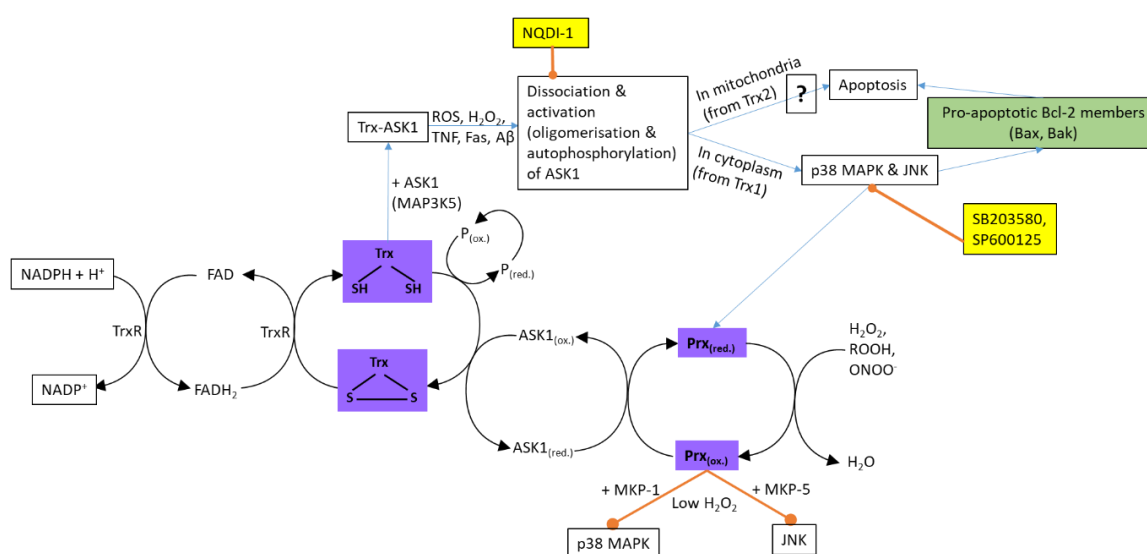 NQDI-1
Dissociation &
activation
(oligomerisation &
autophosphorylation)
of ASK1
In mitochondria
(from Trx2)
?
Apoptosis
Pro-apoptotic Bcl-2 members
(Bax, Bak)
Trx-ASK1
ROS, H₂O₂,
TNF, Fas, Aβ
In cytoplasm
(from Trx1)
p38 MAPK & JNK
+ ASK1
(MAP3K5)
SB203580,
SP600125
P(ox.)
P(red.)
Trx
SH SH
NADPH + H⁺
FAD
TrxR
TrxR
NADP⁺
FADH₂
Trx
S S
ASK1(ox.)
ASK1(red.)
Prx(red.)
H₂O₂,
ROOH,
ONOO⁻
Prx(ox.)
H₂O
+ MKP-1
+ MKP-5
Low H₂O₂
p38 MAPK
JNK